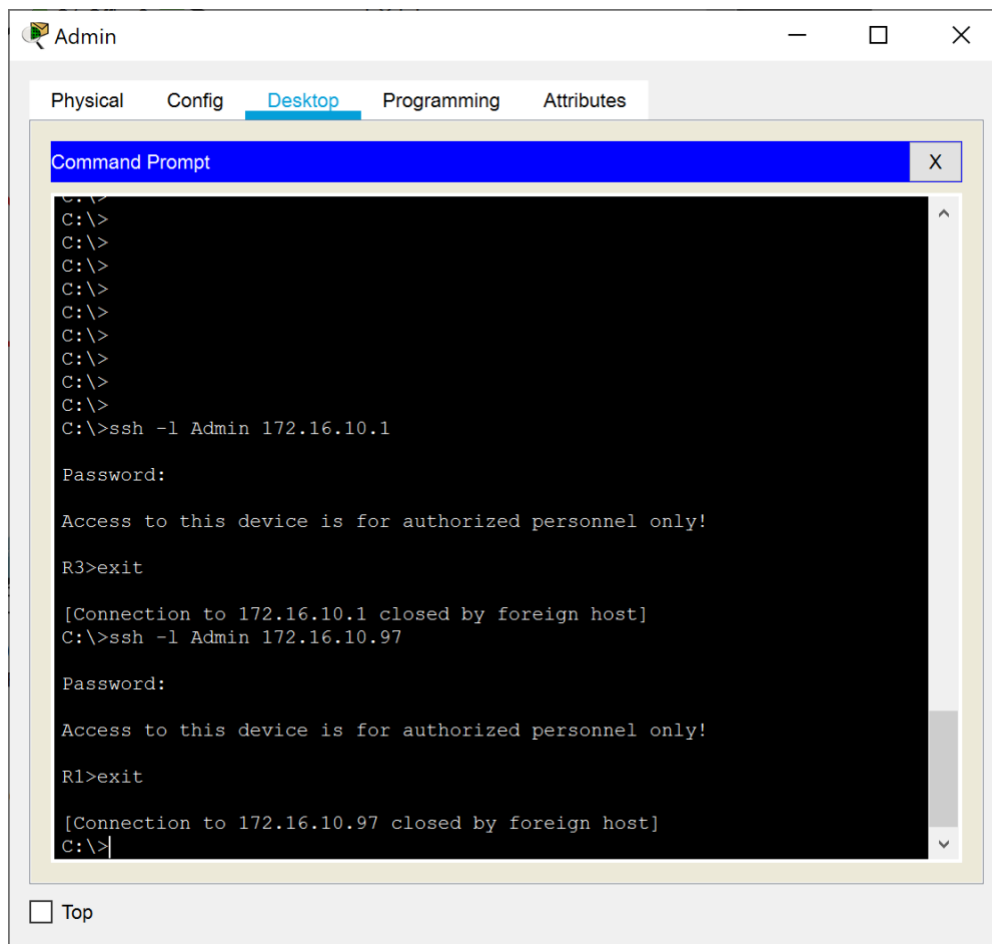 Admin
Physical Config Desktop Programming Attributes
Command Prompt X
C:\>
C:\>
C:\>
C:\>
C:\>
C:\>
C:\>
C:\>
C:\>
C:\>
C:\>ssh -l Admin 172.16.10.1
Password:
Access to this device is for authorized personnel only!
R3>exit
[Connection to 172.16.10.1 closed by foreign host]
C:\>ssh -l Admin 172.16.10.97
Password:
Access to this device is for authorized personnel only!
R1>exit
[Connection to 172.16.10.97 closed by foreign host]
C:\>
Top